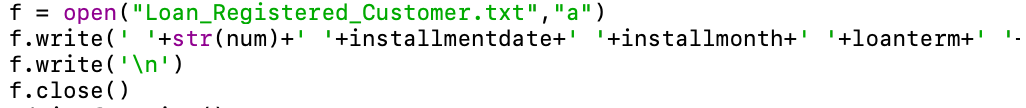 f = open("Loan_Registered_Customer.txt","a")
f.write(' '+str(num)+' '+installmentdate+' '+installmonth+' '+loanterm+' '
f.write('\n')
f.close()